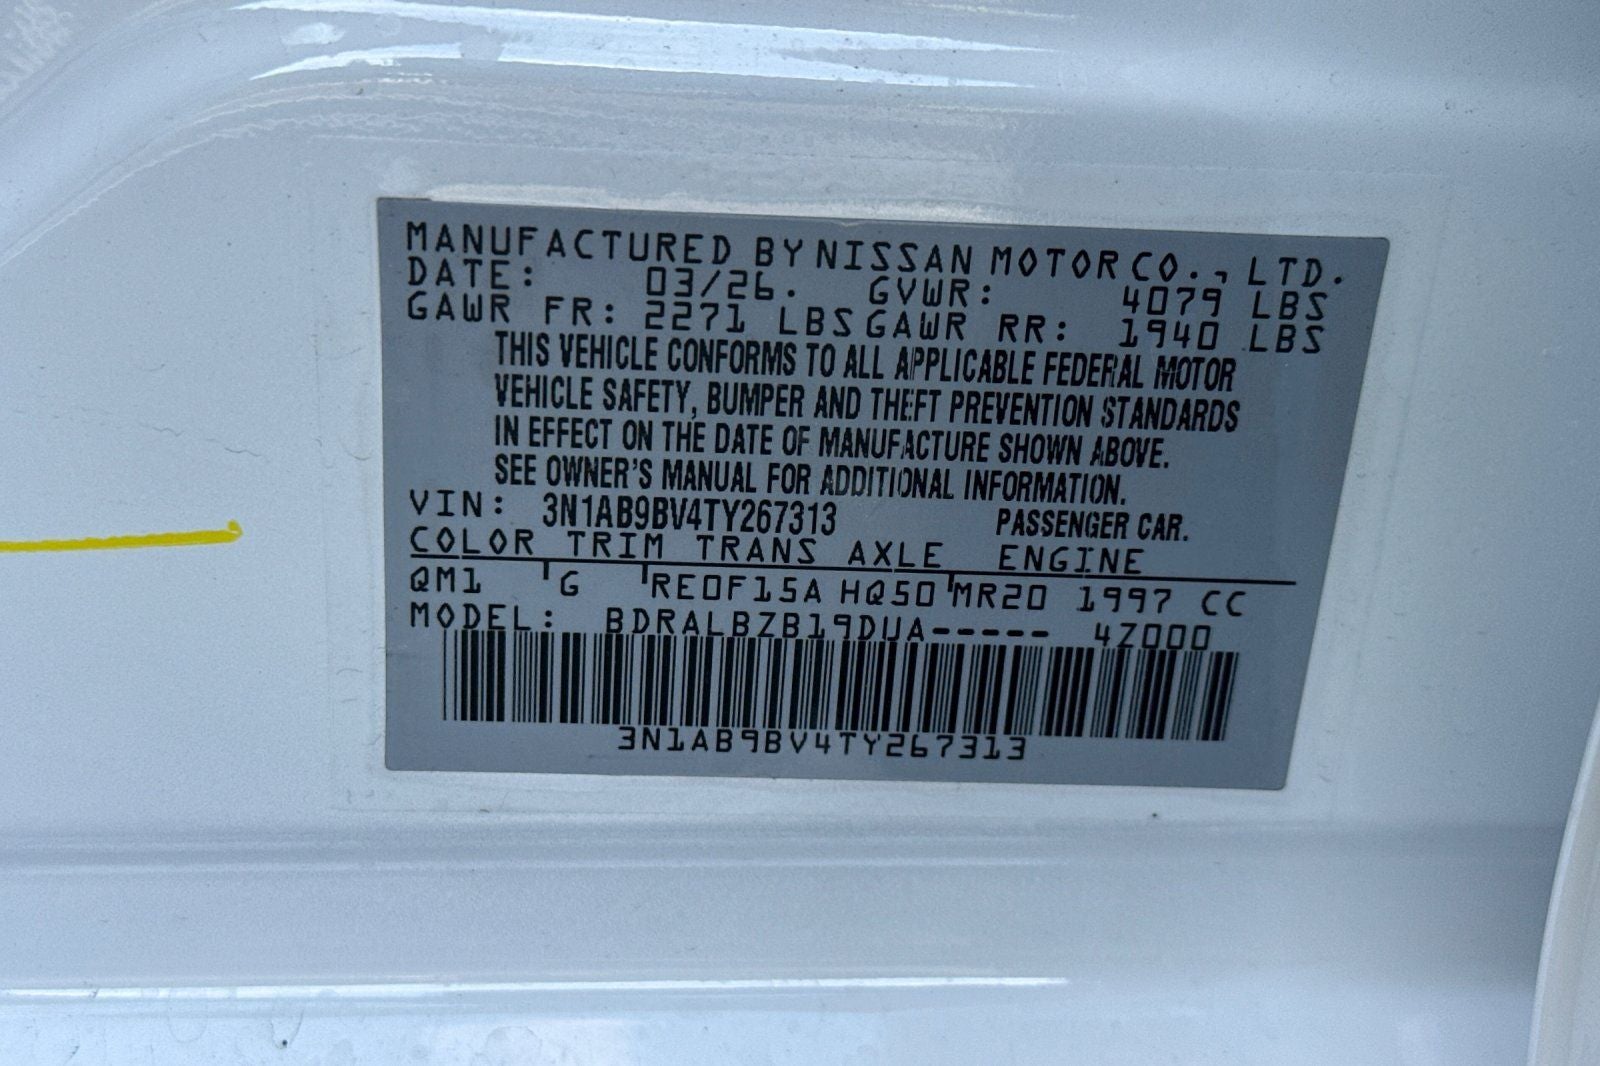 MANUFACTURED BY NISSAN MOTOR CO., LTD.
DATE: 03/26. GVWR: 4079 LBS
GAWR FR: 2271 LBS GAWR RR: 1940 LBS
THIS VEHICLE CONFORMS TO ALL APPLICABLE FEDERAL MOTOR
VEHICLE SAFETY, BUMPER AND THEFT PREVENTION STANDARDS
IN EFFECT ON THE DATE OF MANUFACTURE SHOWN ABOVE.
SEE OWNER'S MANUAL FOR ADDITIONAL INFORMATION.
VIN: 3N1AB9BV4TY267313 PASSENGER CAR.
COLOR TRIM TRANS AXLE ENGINE
QM1 G RE0F15A HQ50 MR20 1997 CC
MODEL: BDRALBZB19DUA----- 4Z000
3N1AB9BV4TY267313